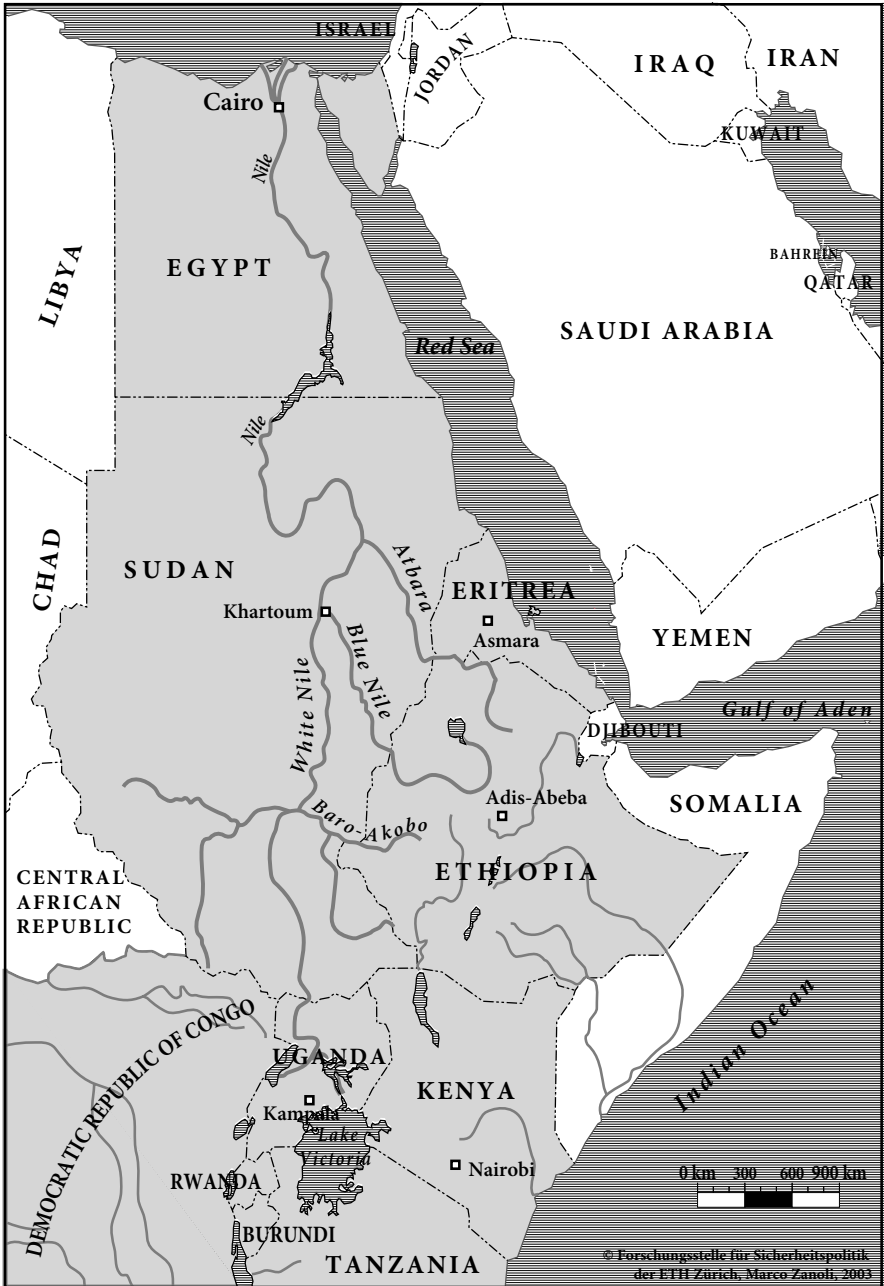 ISRAEL
JORDAN
IRAQ
IRAN
Cairo
KUWAIT
Nile
LIBYA
EGYPT
BAHREIN
QATAR
Red Sea
SAUDI ARABIA
Nile
CHAD
SUDAN
Atbara
ERITREA
Khartoum
Asmara
YEMEN
Blue Nile
White Nile
Gulf of Aden
DJIBOUTI
Adis-Abeba
SOMALIA
Baro-Akobo
ETHIOPIA
CENTRAL
AFRICAN
REPUBLIC
DEMOCRATIC REPUBLIC OF CONGO
Indian Ocean
UGANDA
KENYA
Kampala
Lake
Victoria
Nairobi
RWANDA
0 km 300 600 900 km
BURUNDI
TANZANIA
© Forschungsstelle für Sicherheitspolitik
der ETH Zürich, Marco Zanoli, 2003